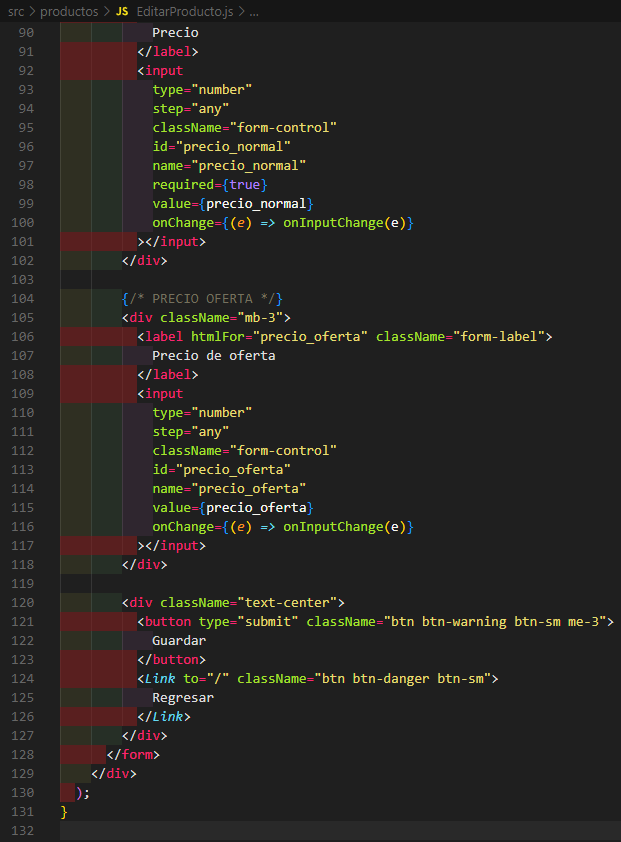 src > productos > JS EditarProducto.js > ...
90 Precio
91 </label>
92 <input
93 type="number"
94 step="any"
95 className="form-control"
96 id="precio_normal"
97 name="precio_normal"
98 required={true}
99 value={precio_normal}
100 onChange={(e) => onInputChange(e)}
101 ></input>
102 </div>
103
104 {/* PRECIO OFERTA */}
105 <div className="mb-3">
106 <label htmlFor="precio_oferta" className="form-label">
107 Precio de oferta
108 </label>
109 <input
110 type="number"
111 step="any"
112 className="form-control"
113 id="precio_oferta"
114 name="precio_oferta"
115 value={precio_oferta}
116 onChange={(e) => onInputChange(e)}
117 ></input>
118 </div>
119
120 <div className="text-center">
121 <button type="submit" className="btn btn-warning btn-sm me-3">
122 Guardar
123 </button>
124 <Link to="/" className="btn btn-danger btn-sm">
125 Regresar
126 </Link>
127 </div>
128 </form>
129 </div>
130 );
131 }
132